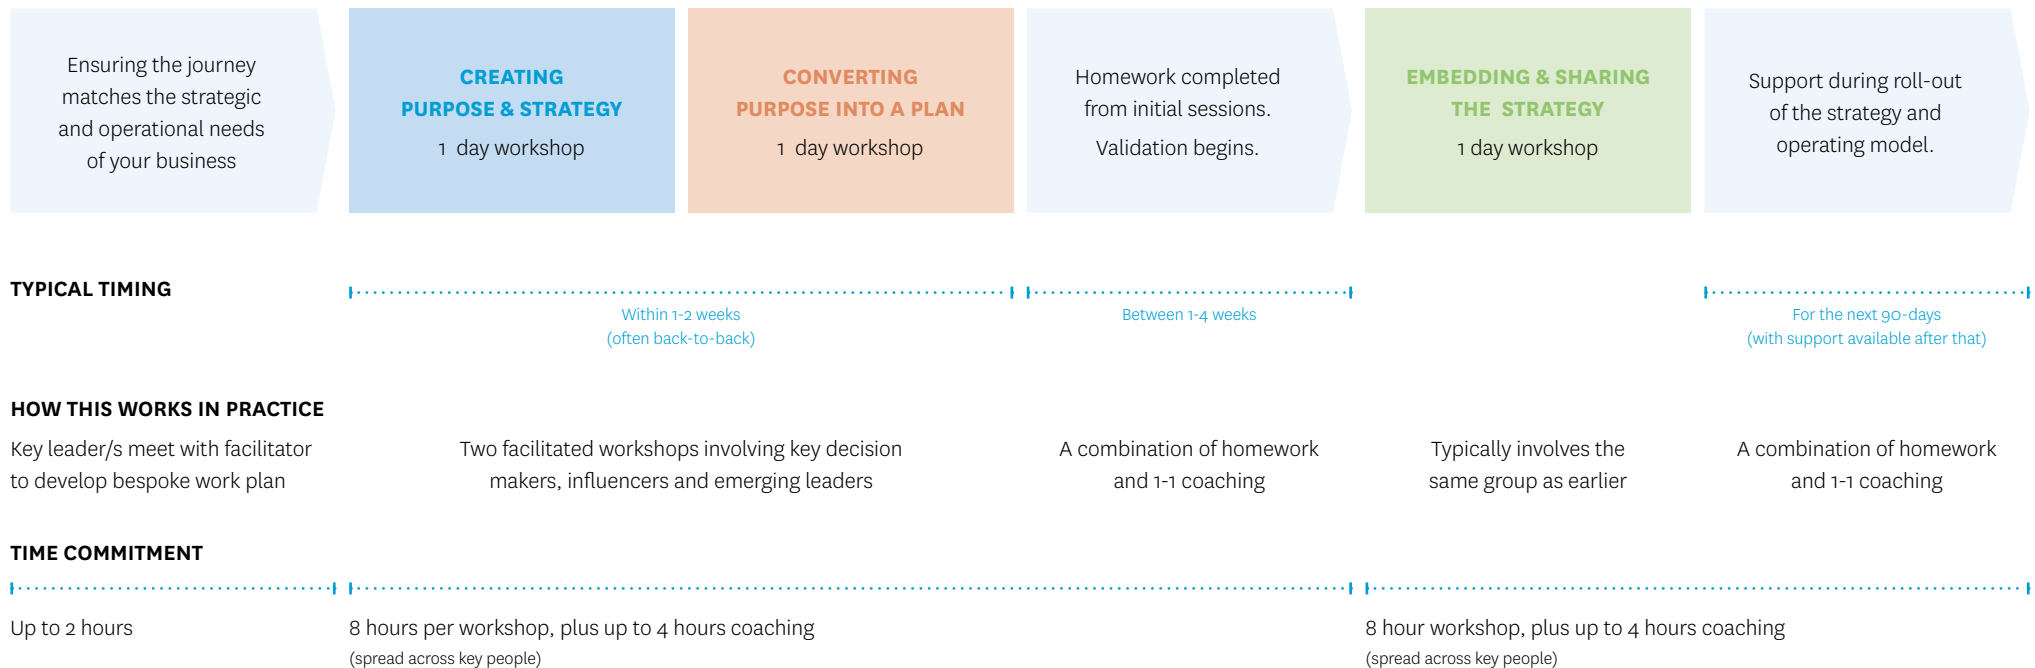 Ensuring the journey
matches the strategic
and operational needs
of your business
CREATING
PURPOSE & STRATEGY
1 day workshop
CONVERTING
PURPOSE INTO A PLAN
1 day workshop
Homework completed
from initial sessions.
Validation begins.
EMBEDDING & SHARING
THE STRATEGY
1 day workshop
Support during roll-out
of the strategy and
operating model.
TYPICAL TIMING
Within 1-2 weeks
(often back-to-back)
Between 1-4 weeks
For the next 90-days
(with support available after that)
HOW THIS WORKS IN PRACTICE
Key leader/s meet with facilitator
to develop bespoke work plan
Two facilitated workshops involving key decision
makers, influencers and emerging leaders
A combination of homework
and 1-1 coaching
Typically involves the
same group as earlier
A combination of homework
and 1-1 coaching
TIME COMMITMENT
Up to 2 hours
8 hours per workshop, plus up to 4 hours coaching
(spread across key people)
8 hour workshop, plus up to 4 hours coaching
(spread across key people)